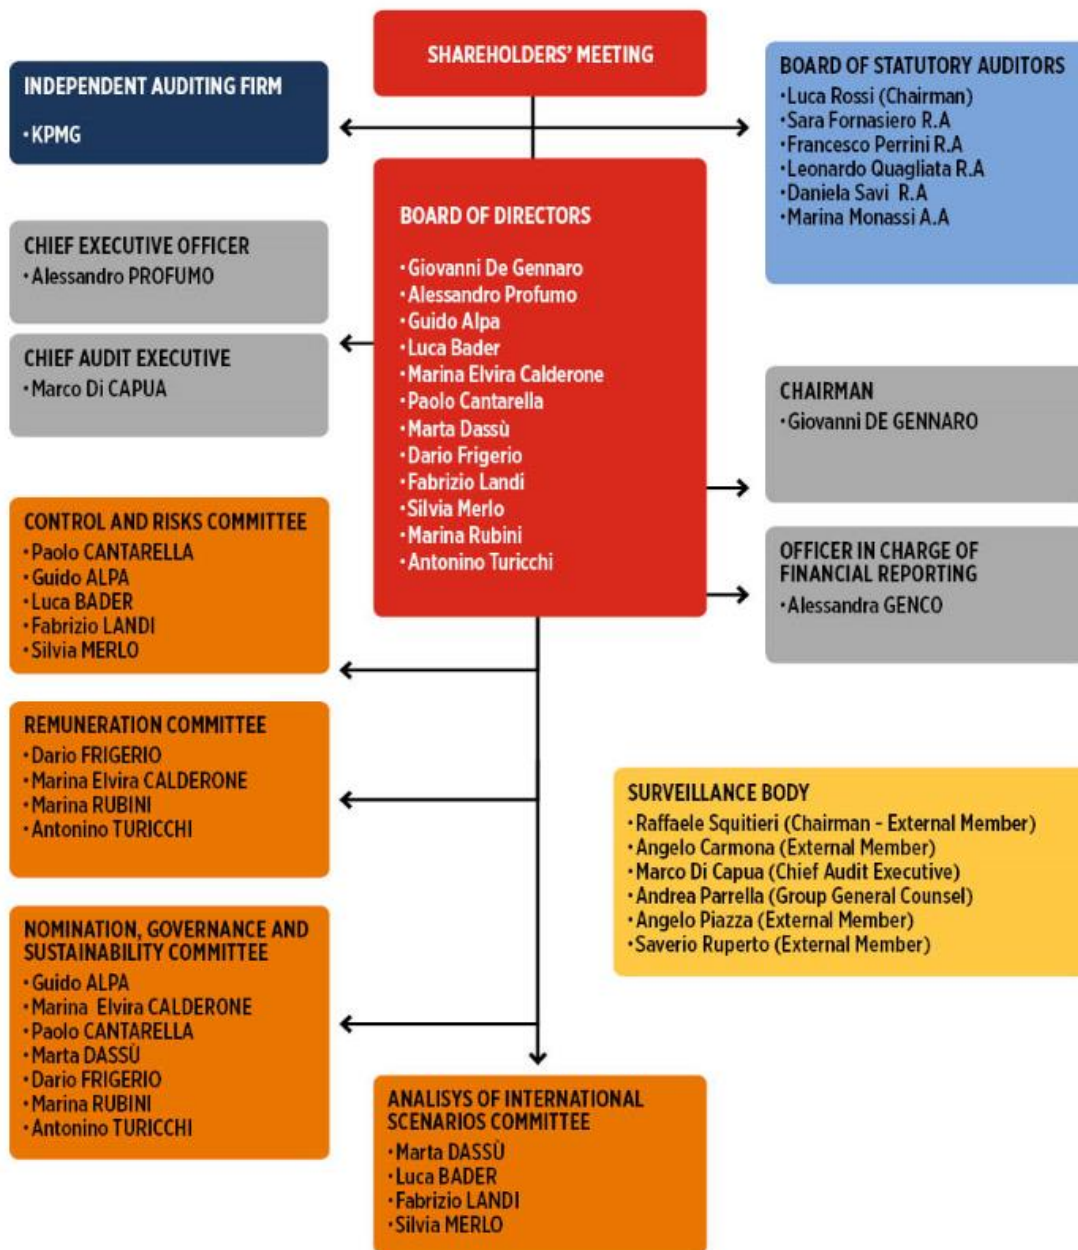 SHAREHOLDERS' MEETING
INDEPENDENT AUDITING FIRM
•KPMG
BOARD OF STATUTORY AUDITORS
•Luca Rossi (Chairman)
•Sara Fornasiero R.A
•Francesco Perrini R.A
•Leonardo Quagliata R.A
•Daniela Savi R.A
•Marina Monassi A.A
BOARD OF DIRECTORS
•Giovanni De Gennaro
•Alessandro Profumo
•Guido Alpa
•Luca Bader
•Marina Elvira Calderone
•Paolo Cantarella
•Marta Dassù
•Dario Frigerio
•Fabrizio Landi
•Silvia Merlo
•Marina Rubini
•Antonino Turicchi
CHIEF EXECUTIVE OFFICER
•Alessandro PROFUMO
CHIEF AUDIT EXECUTIVE
•Marco Di CAPUA
CHAIRMAN
•Giovanni DE GENNARO
OFFICER IN CHARGE OF
FINANCIAL REPORTING
•Alessandra GENCO
CONTROL AND RISKS COMMITTEE
•Paolo CANTARELLA
•Guido ALPA
•Luca BADER
•Fabrizio LANDI
•Silvia MERLO
REMUNERATION COMMITTEE
•Dario FRIGERIO
•Marina Elvira CALDERONE
•Marina RUBINI
•Antonino TURICCHI
SURVEILLANCE BODY
•Raffaele Squitieri (Chairman - External Member)
•Angelo Carmona (External Member)
•Marco Di Capua (Chief Audit Executive)
•Andrea Parrella (Group General Counsel)
•Angelo Piazza (External Member)
•Saverio Ruperto (External Member)
NOMINATION, GOVERNANCE AND
SUSTAINABILITY COMMITTEE
•Guido ALPA
•Marina Elvira CALDERONE
•Paolo CANTARELLA
•Marta DASSÙ
•Dario FRIGERIO
•Marina RUBINI
•Antonino TURICCHI
ANALISYS OF INTERNATIONAL
SCENARIOS COMMITTEE
•Marta DASSÙ
•Luca BADER
•Fabrizio LANDI
•Silvia MERLO